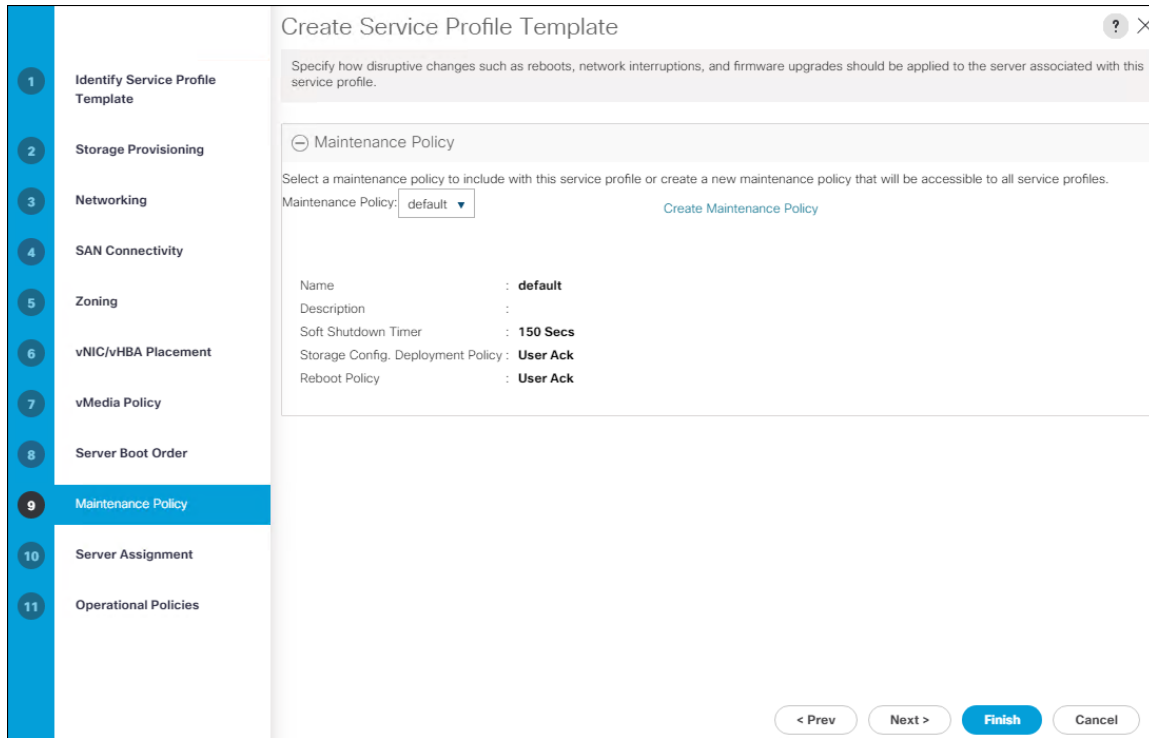 Create Service Profile Template
?
1
Identify Service Profile
Template
2
Storage Provisioning
3
Networking
4
SAN Connectivity
5
Zoning
6
vNIC/vHBA Placement
7
vMedia Policy
8
Server Boot Order
9
Maintenance Policy
10
Server Assignment
11
Operational Policies
Specify how disruptive changes such as reboots, network interruptions, and firmware upgrades should be applied to the server associated with this
service profile.
Maintenance Policy
Select a maintenance policy to include with this service profile or create a new maintenance policy that will be accessible to all service profiles.
Maintenance Policy: default
Create Maintenance Policy
Name : default
Description :
Soft Shutdown Timer : 150 Secs
Storage Config. Deployment Policy : User Ack
Reboot Policy : User Ack
< Prev
Next >
Finish
Cancel